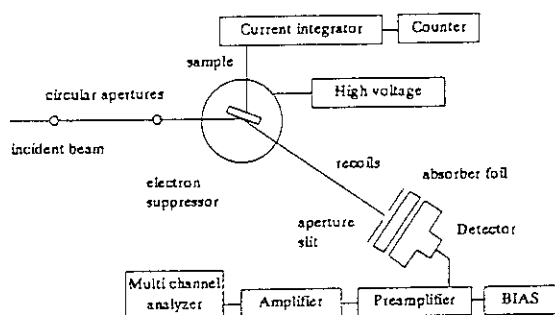 Current integrator
Counter
sample
High voltage
circular apertures
incident beam
recoils
absorber foil
electron
suppressor
aperture
slit
Detector
Multi channel
analyzer
Amplifier
Preamplifier
BIAS